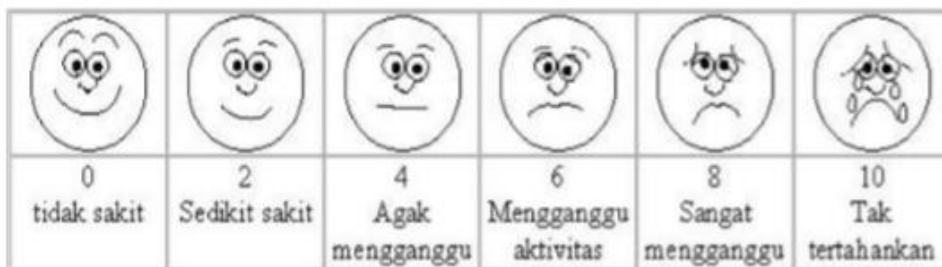 0
tidak sakit
2
Sedikit sakit
4
Agak
mengganggu
6
Mengganggu
aktivitas
8
Sangat
mengganggu
10
Tak
tertahankan